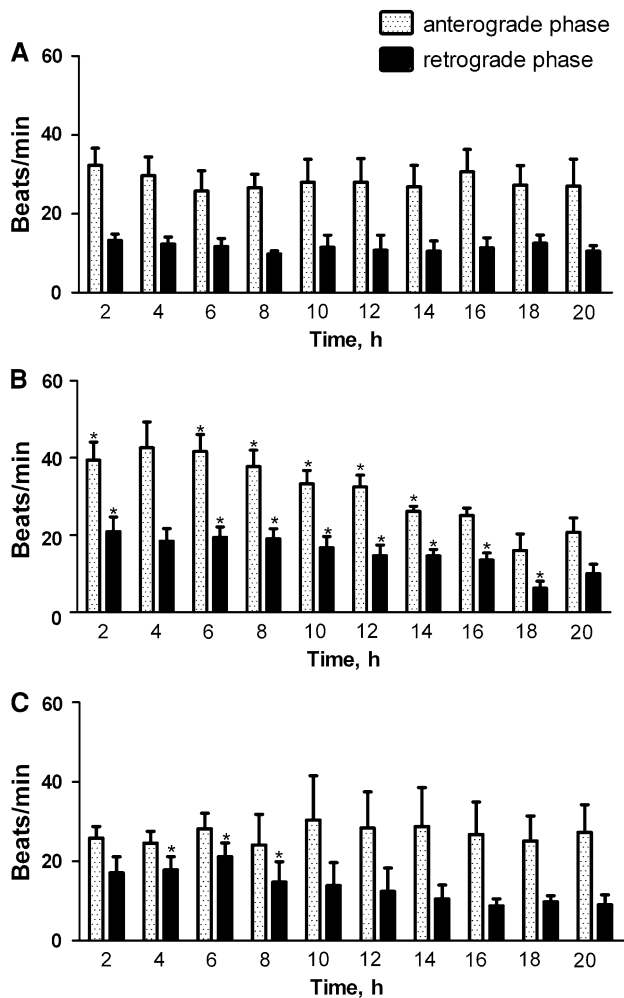 anterograde phase
retrograde phase
A
60
40
20
0
Beats/min
2 4 6 8 10 12 14 16 18 20
Time, h
B
60
40
20
0
Beats/min
* * * * * * *
* * * * * * * *
2 4 6 8 10 12 14 16 18 20
Time, h
C
60
40
20
0
Beats/min
* * *
2 4 6 8 10 12 14 16 18 20
Time, h